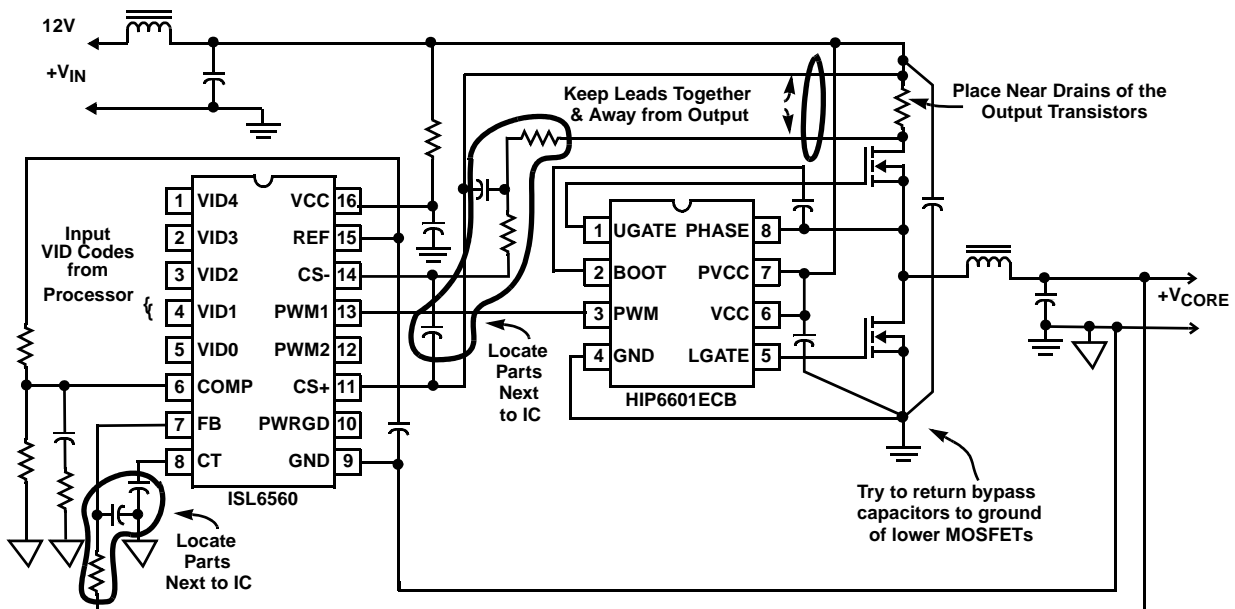 12V
+VIN
Keep Leads Together
& Away from Output
Place Near Drains of the
Output Transistors
Input
VID Codes
from
Processor
{
1 VID4 VCC 16
2 VID3 REF 15
3 VID2 CS- 14
4 VID1 PWM1 13
5 VID0 PWM2 12
6 COMP CS+ 11
7 FB PWRGD 10
8 CT GND 9
ISL6560
1 UGATE PHASE 8
2 BOOT PVCC 7
3 PWM VCC 6
4 GND LGATE 5
HIP6601ECB
+VCORE
Locate
Parts
Next
to IC
Locate
Parts
Next to IC
Try to return bypass
capacitors to ground
of lower MOSFETs